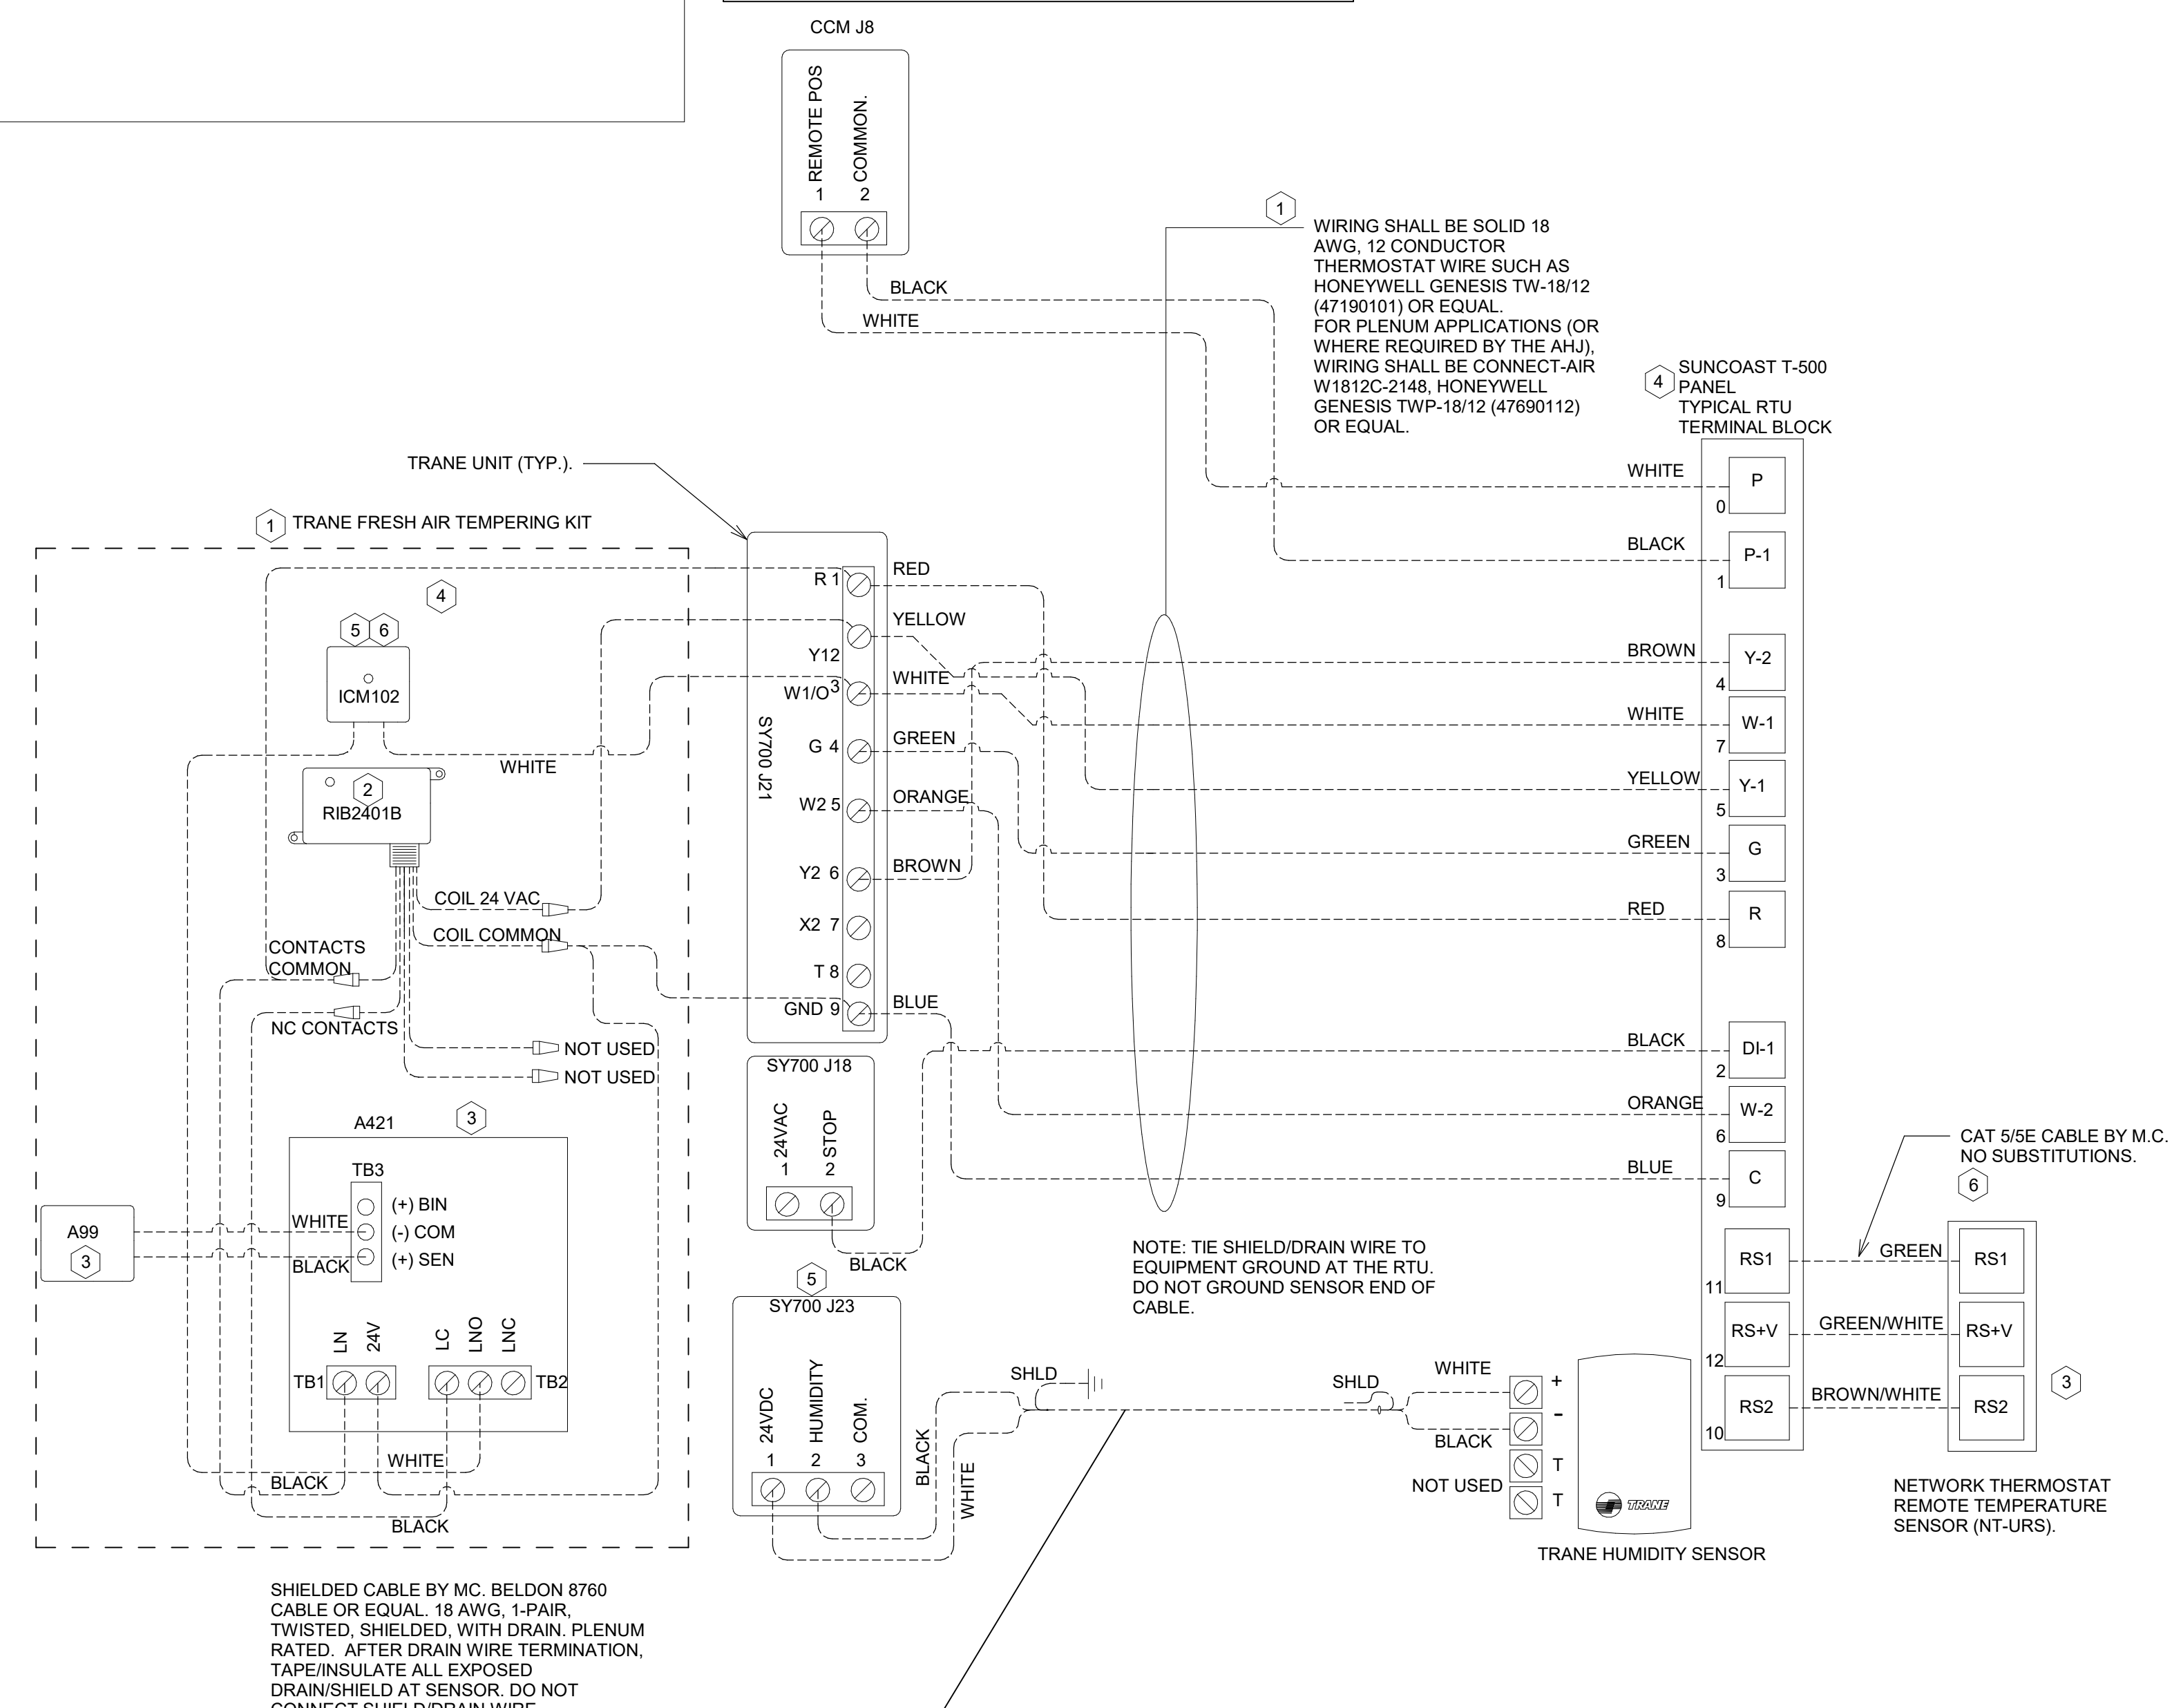 CCM J8
REMOTE POS
COMMON.
1
2
BLACK
WHITE
1
WIRING SHALL BE SOLID 18
AWG, 12 CONDUCTOR
THERMOSTAT WIRE SUCH AS
HONEYWELL GENESIS TW-18/12
(47190101) OR EQUAL.
FOR PLENUM APPLICATIONS (OR
WHERE REQUIRED BY THE AHJ),
WIRING SHALL BE CONNECT-AIR
W1812C-2148, HONEYWELL
GENESIS TWP-18/12 (47690112)
OR EQUAL.
4
SUNCOAST T-500
PANEL
TYPICAL RTU
TERMINAL BLOCK
WHITE
P
0
BLACK
P-1
1
BROWN
Y-2
4
WHITE
W-1
7
YELLOW
Y-1
5
GREEN
G
3
RED
R
8
BLACK
DI-1
2
ORANGE
W-2
6
BLUE
C
9
RS1
11
RS+V
12
RS2
10
GREEN
GREEN/WHITE
BROWN/WHITE
CAT 5/5E CABLE BY M.C.
NO SUBSTITUTIONS.
6
RS1
RS+V
RS2
3
NETWORK THERMOSTAT
REMOTE TEMPERATURE
SENSOR (NT-URS).
TRANE UNIT (TYP.).
1
TRANE FRESH AIR TEMPERING KIT
4
5
6
ICM102
WHITE
2
RIB2401B
COIL 24 VAC
COIL COMMON
CONTACTS
COMMON
NC CONTACTS
NOT USED
NOT USED
SY700 J21
R 1
RED
YELLOW
Y12
W1/O 3
WHITE
G 4
GREEN
W2 5
ORANGE
Y2 6
BROWN
X2 7
T 8
GND 9
BLUE
A421
3
TB3
(+) BIN
(-) COM
(+) SEN
A99
3
WHITE
BLACK
LN
24V
LC
LNO
LNC
TB1
TB2
WHITE
BLACK
BLACK
SY700 J18
24VAC
STOP
1
2
BLACK
5
SY700 J23
24VDC
HUMIDITY
COM.
1
2
3
BLACK
WHITE
SHLD
NOTE: TIE SHIELD/DRAIN WIRE TO
EQUIPMENT GROUND AT THE RTU.
DO NOT GROUND SENSOR END OF
CABLE.
SHLD
WHITE
BLACK
NOT USED
+
-
T
T
TRANE
TRANE HUMIDITY SENSOR
SHIELDED CABLE BY MC. BELDON 8760
CABLE OR EQUAL. 18 AWG, 1-PAIR,
TWISTED, SHIELDED, WITH DRAIN. PLENUM
RATED. AFTER DRAIN WIRE TERMINATION,
TAPE/INSULATE ALL EXPOSED
DRAIN/SHIELD AT SENSOR. DO NOT
CONNECT SHIELD/DRAIN WIRE